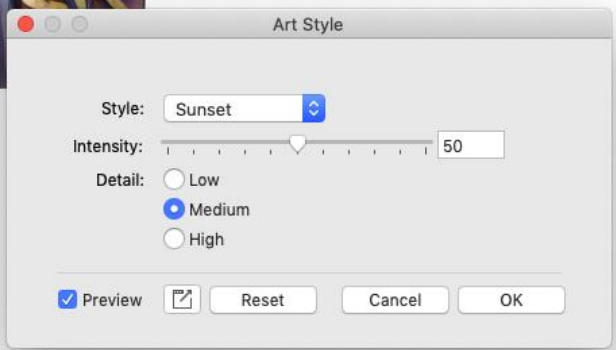 Art Style
Style: Sunset
Intensity: 50
Detail: Low
Medium
High
Preview Reset Cancel OK